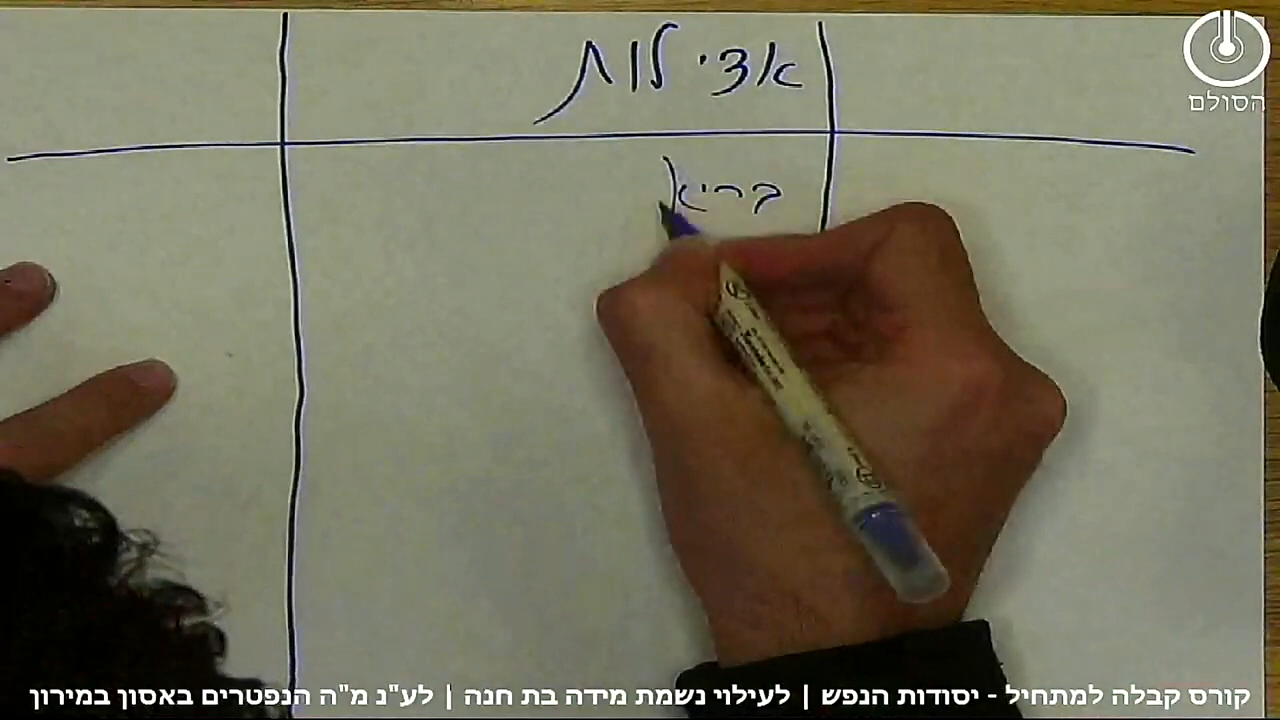 הסולם
אצילות
בריא
קורס קבלה למתחיל - יסודות הנפש | לעילוי נשמת מידה בת חנה | לע"נ מ"ה הנפטרים באסון במירון